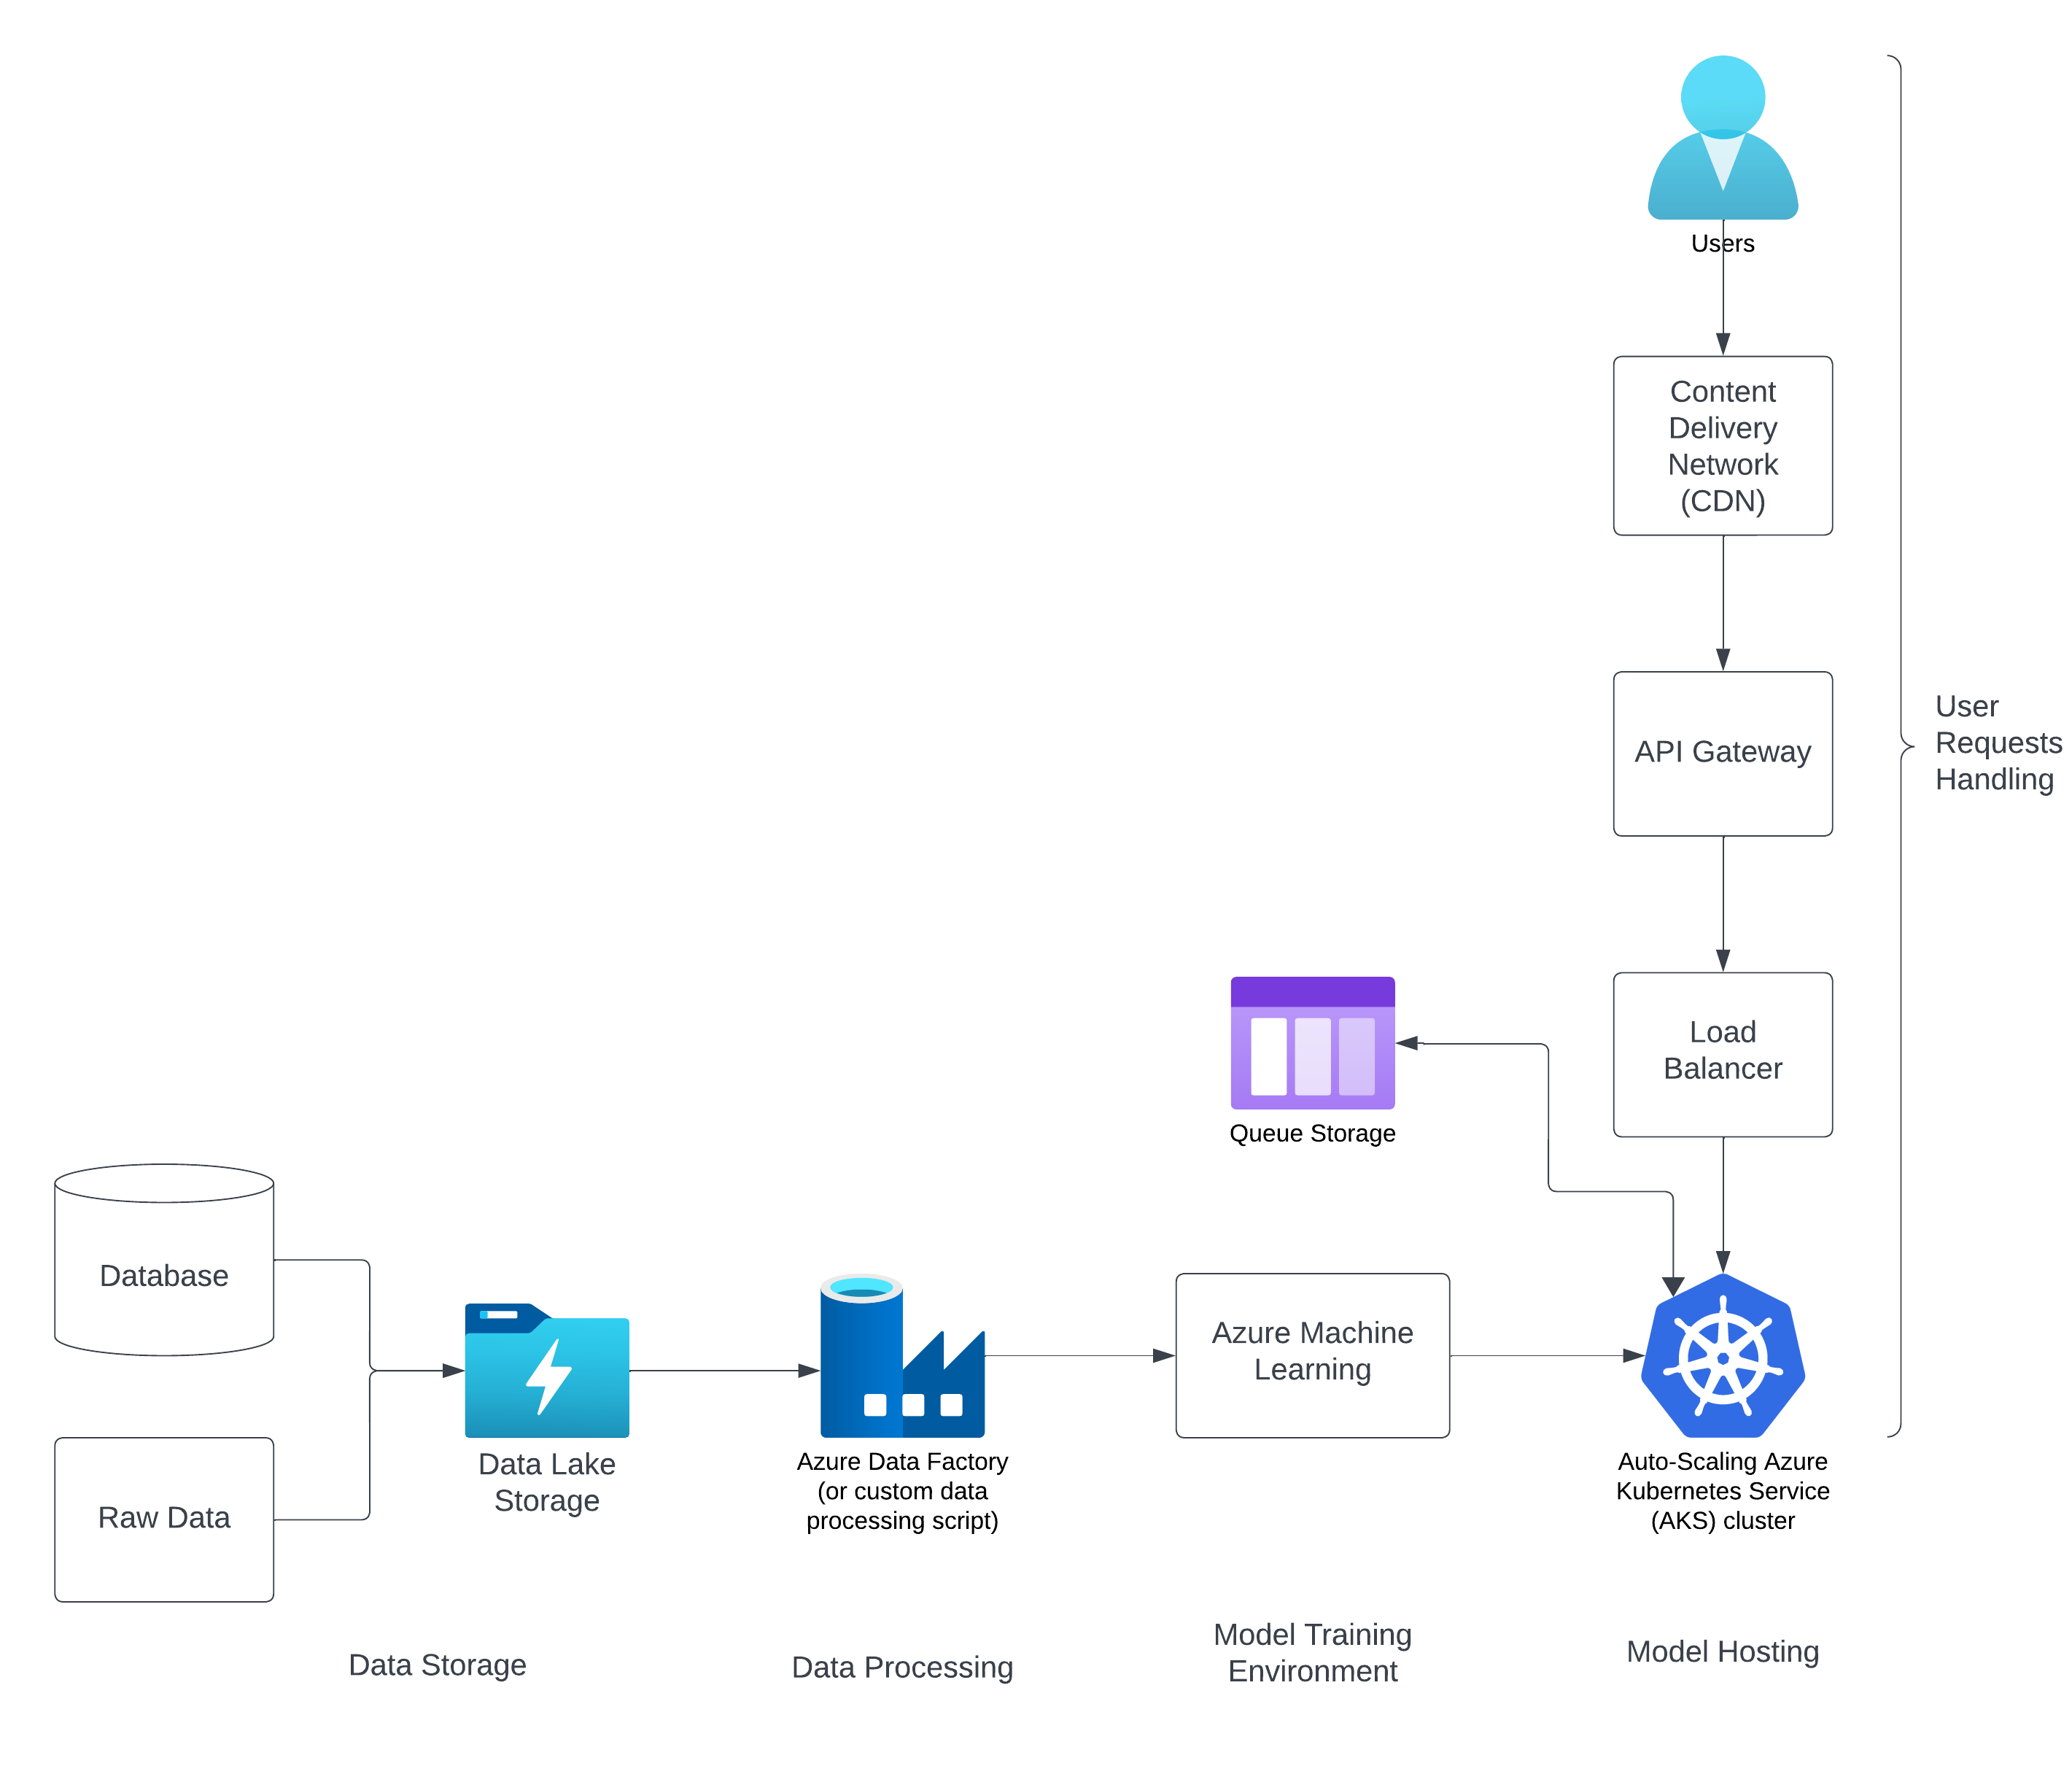 Users
Content
Delivery
Network
(CDN)
API Gateway
User
Requests
Handling
Load
Balancer
Queue Storage
Database
Raw Data
Data Lake
Storage
Azure Data Factory
(or custom data
processing script)
Azure Machine
Learning
Auto-Scaling Azure
Kubernetes Service
(AKS) cluster
Data Storage
Data Processing
Model Training
Environment
Model Hosting